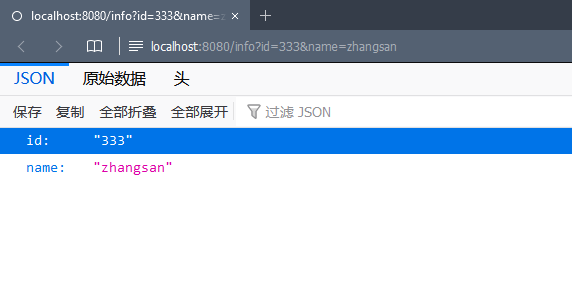 localhost:8080/info?id=333&name=z
localhost:8080/info?id=333&name=zhangsan
JSON 原始数据 头
保存 复制 全部折叠 全部展开 过滤 JSON
id: "333"
name: "zhangsan"